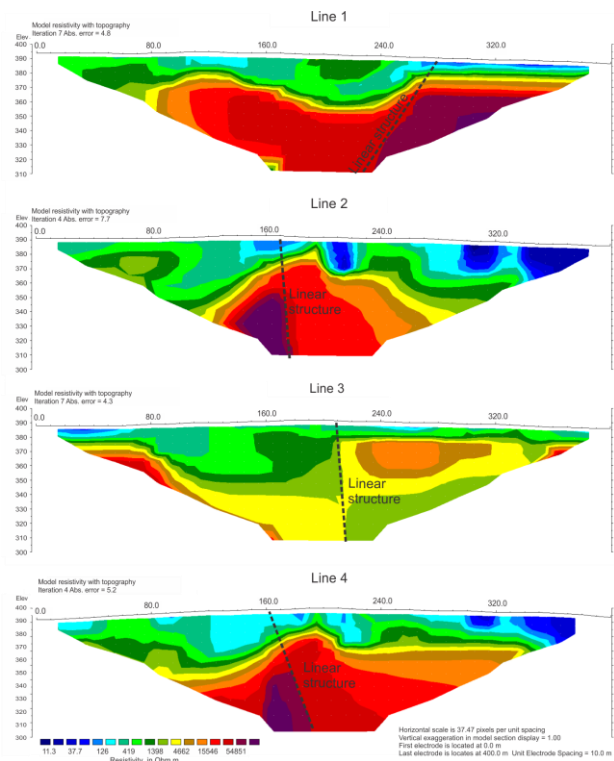 Line 1
Model resistivity with topography
Iteration 7 Abs. error = 4.8
Elev.
0.0 80.0 160.0 240.0 320.0
400
390
380
370
360
350
340
330
320
310
Linear structure
Line 2
Model resistivity with topography
Iteration 4 Abs. error = 7.7
Elev
0.0 80.0 160.0 240.0 320.0
400
390
380
370
360
350
340
330
320
310
300
Linear
structure
Line 3
Model resistivity with topography
Iteration 7 Abs. error = 4.3
Elev
0.0 80.0 160.0 240.0 320.0
400
390
380
370
360
350
340
330
320
310
300
Linear
structure
Line 4
Model resistivity with topography
Iteration 4 Abs. error = 5.2
Elev
0.0 80.0 160.0 240.0 320.0
400
390
380
370
360
350
340
330
320
310
300
Linear
structure
11.3 37.7 126 419 1398 4662 15546 54851
Resistivity in Ohm.m
Horizontal scale is 37.47 pixels per unit spacing
Vertical exaggeration in model section display = 1.00
First electrode is located at 0.0 m
Last electrode is located at 400.0 m Unit Electrode Spacing = 10.0 m